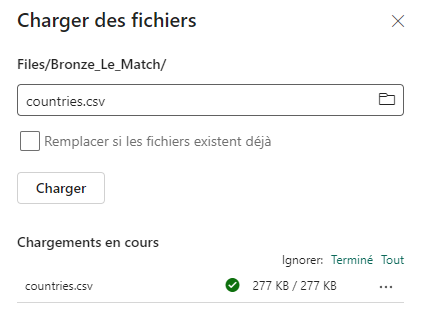 Charger des fichiers
Files/Bronze_Le_Match/
countries.csv
Remplacer si les fichiers existent déjà
Charger
Chargements en cours
Ignorer: Terminé Tout
countries.csv 277 KB / 277 KB ...